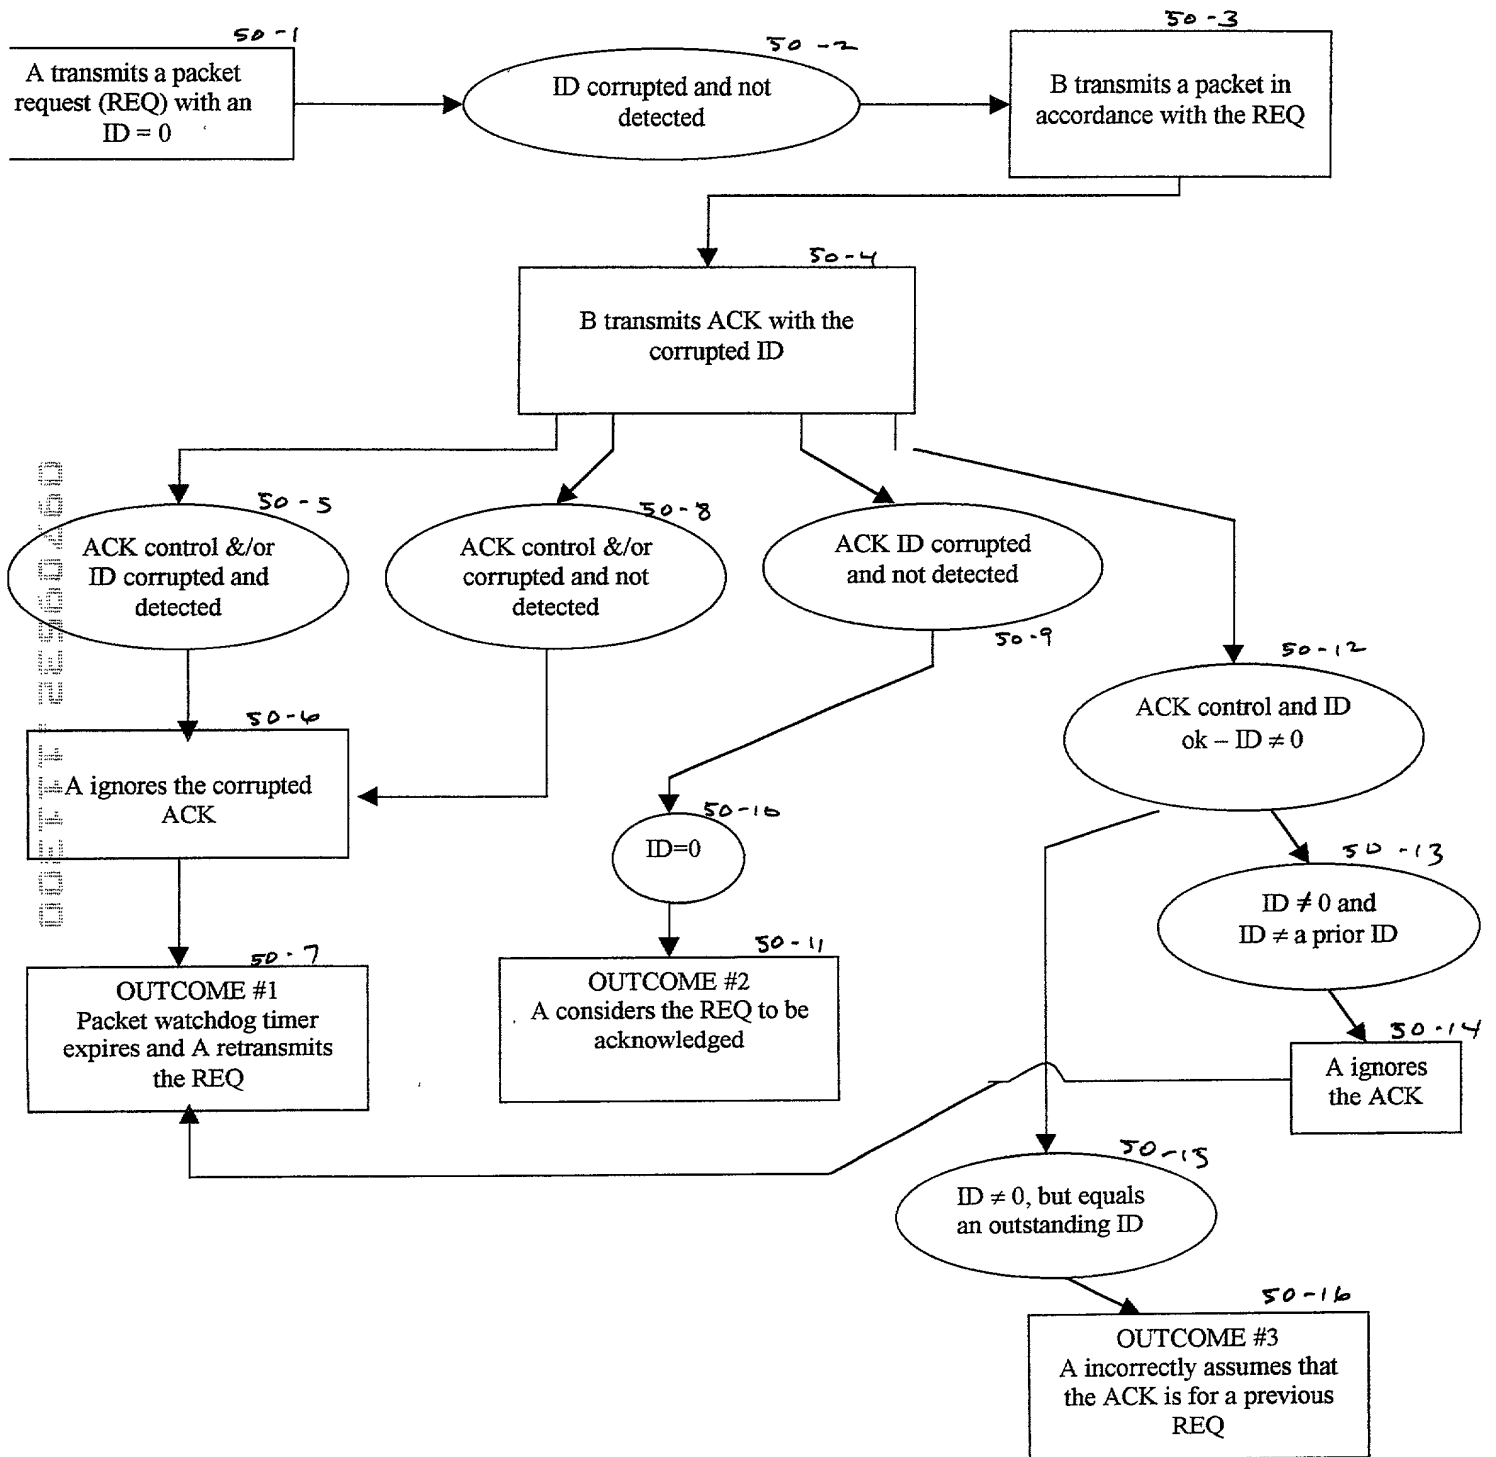 50-1
A transmits a packet
request (REQ) with an
ID = 0
50-2
ID corrupted and not
detected
50-3
B transmits a packet in
accordance with the REQ
50-4
B transmits ACK with the
corrupted ID
50-5
ACK control &/or
ID corrupted and
detected
50-8
ACK control &/or
corrupted and not
detected
ACK ID corrupted
and not detected
50-9
50-12
ACK control and ID
ok – ID ≠ 0
50-6
A ignores the corrupted
ACK
50-10
ID=0
50-13
ID ≠ 0 and
ID ≠ a prior ID
50-7
OUTCOME #1
Packet watchdog timer
expires and A retransmits
the REQ
50-11
OUTCOME #2
A considers the REQ to be
acknowledged
50-14
A ignores
the ACK
50-15
ID ≠ 0, but equals
an outstanding ID
50-16
OUTCOME #3
A incorrectly assumes that
the ACK is for a previous
REQ